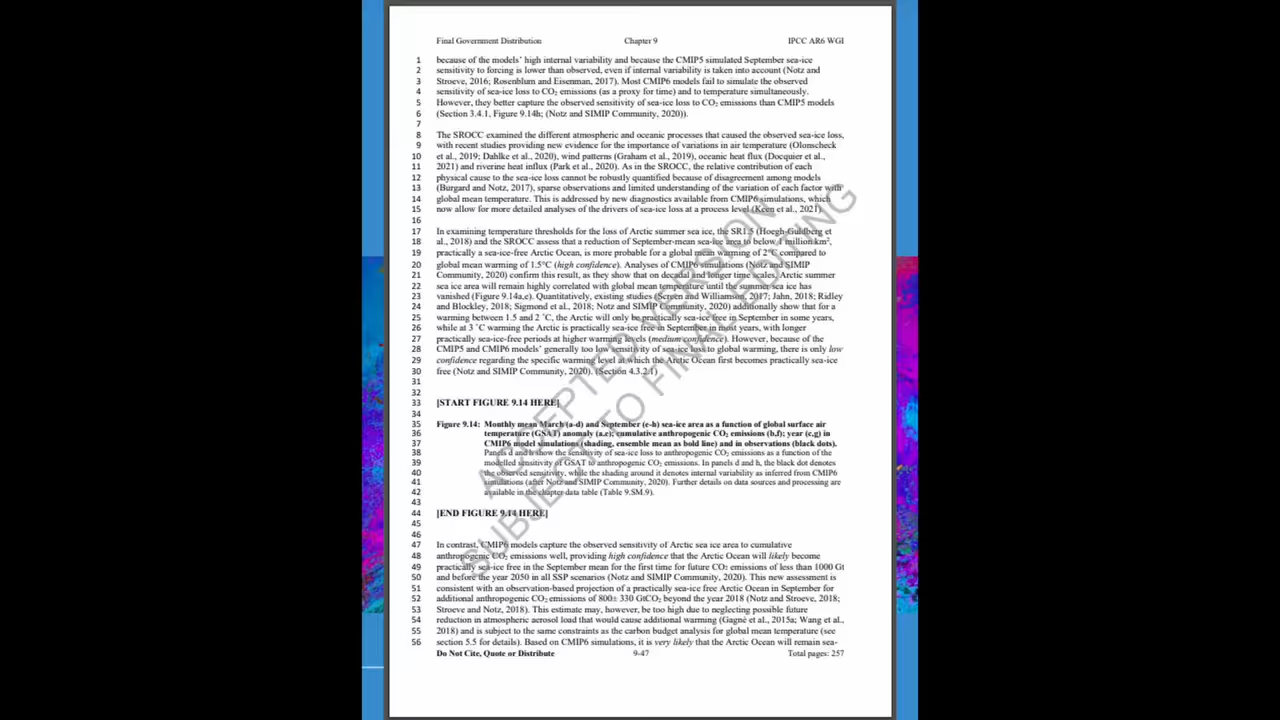 Final Government Distribution Chapter 9 IPCC AR6 WGI
1 because of the models' high internal variability and because the CMIP5 simulated September sea-ice
2 sensitivity to forcing is lower than observed, even if internal variability is taken into account (Notz and
3 Stroeve, 2016; Rosenblum and Eisenman, 2017). Most CMIP6 models fail to simulate the observed
4 sensitivity of sea-ice loss to CO₂ emissions (as a proxy for time) and to temperature simultaneously.
5 However, they better capture the observed sensitivity of sea-ice loss to CO₂ emissions than CMIP5 models
6 (Section 3.4.1, Figure 9.14h; (Notz and SIMIP Community, 2020)).
7
8 The SROCC examined the different atmospheric and oceanic processes that caused the observed sea-ice loss,
9 with recent studies providing new evidence for the importance of variations in air temperature (Olonscheck
10 et al., 2019; Dahlke et al., 2020), wind patterns (Graham et al., 2019), oceanic heat flux (Docquier et al.,
11 2021) and riverine heat influx (Park et al., 2020). As in the SROCC, the relative contribution of each
12 physical cause to the sea-ice loss cannot be robustly quantified because of disagreement among models
13 (Burgard and Notz, 2017), sparse observations and limited understanding of the variation of each factor with
14 global mean temperature. This is addressed by new diagnostics available from CMIP6 simulations, which
15 now allow for more detailed analyses of the drivers of sea-ice loss at a process level (Keen et al., 2021).
16
17 In examining temperature thresholds for the loss of Arctic summer sea ice, the SR1.5 (Hoegh-Guldberg et
18 al., 2018) and the SROCC assess that a reduction of September-mean sea-ice area to below 1 million km²,
19 practically a sea-ice-free Arctic Ocean, is more probable for a global mean warming of 2°C compared to
20 global mean warming of 1.5°C (high confidence). Analyses of CMIP6 simulations (Notz and SIMIP
21 Community, 2020) confirm this result, as they show that on decadal and longer time scales, Arctic summer
22 sea ice area will remain highly correlated with global mean temperature until the summer sea ice has
23 vanished (Figure 9.14a,e). Quantitatively, existing studies (Screen and Williamson, 2017; Jahn, 2018; Ridley
24 and Blockley, 2018; Sigmond et al., 2018; Notz and SIMIP Community, 2020) additionally show that for a
25 warming between 1.5 and 2 ˚C, the Arctic will only be practically sea-ice free in September in some years,
26 while at 3 ˚C warming the Arctic is practically sea-ice free in September in most years, with longer
27 practically sea-ice-free periods at higher warming levels (medium confidence). However, because of the
28 CMIP5 and CMIP6 models' generally too low sensitivity of sea-ice loss to global warming, there is only low
29 confidence regarding the specific warming level at which the Arctic Ocean first becomes practically sea-ice
30 free (Notz and SIMIP Community, 2020). (Section 4.3.2.1)
31
32
33 [START FIGURE 9.14 HERE]
34
35 Figure 9.14: Monthly mean March (a-d) and September (e-h) sea-ice area as a function of global surface air
36 temperature (GSAT) anomaly (a,e); cumulative anthropogenic CO₂ emissions (b,f); year (c,g) in
37 CMIP6 model simulations (shading, ensemble mean as bold line) and in observations (black dots).
38 Panels d and h show the sensitivity of sea-ice loss to anthropogenic CO₂ emissions as a function of the
39 modelled sensitivity of GSAT to anthropogenic CO₂ emissions. In panels d and h, the black dot denotes
40 the observed sensitivity, while the shading around it denotes internal variability as inferred from CMIP6
41 simulations (after Notz and SIMIP Community, 2020). Further details on data sources and processing are
42 available in the chapter data table (Table 9.SM.9).
43
44 [END FIGURE 9.14 HERE]
45
46
47 In contrast, CMIP6 models capture the observed sensitivity of Arctic sea ice area to cumulative
48 anthropogenic CO₂ emissions well, providing high confidence that the Arctic Ocean will likely become
49 practically sea-ice free in the September mean for the first time for future CO₂ emissions of less than 1000 Gt
50 and before the year 2050 in all SSP scenarios (Notz and SIMIP Community, 2020). This new assessment is
51 consistent with an observation-based projection of a practically sea-ice free Arctic Ocean in September for
52 additional anthropogenic CO₂ emissions of 800± 330 GtCO₂ beyond the year 2018 (Notz and Stroeve, 2018;
53 Stroeve and Notz, 2018). This estimate may, however, be too high due to neglecting possible future
54 reduction in atmospheric aerosol load that would cause additional warming (Gagné et al., 2015a; Wang et al.,
55 2018) and is subject to the same constraints as the carbon budget analysis for global mean temperature (see
56 section 5.5 for details). Based on CMIP6 simulations, it is very likely that the Arctic Ocean will remain sea-
Do Not Cite, Quote or Distribute 9-47 Total pages: 257
ACCEPTED VERSION
SUBJECT TO FINAL EDITING